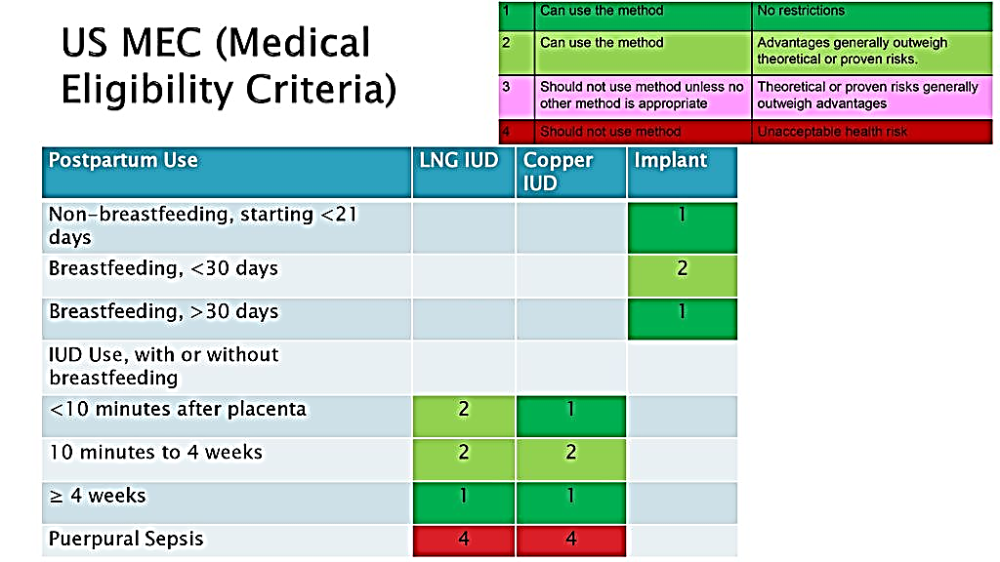 US MEC (Medical
Eligibility Criteria)
1 Can use the method No restrictions
2 Can use the method Advantages generally outweigh
theoretical or proven risks.
3 Should not use method unless no Theoretical or proven risks generally
other method is appropriate outweigh advantages
4 Should not use method Unacceptable health risk
Postpartum Use LNG IUD Copper Implant
IUD
Non-breastfeeding, starting <21 1
days
Breastfeeding, <30 days 2
Breastfeeding, >30 days 1
IUD Use, with or without
breastfeeding
<10 minutes after placenta 2 1
10 minutes to 4 weeks 2 2
≥ 4 weeks 1 1
Puerpural Sepsis 4 4